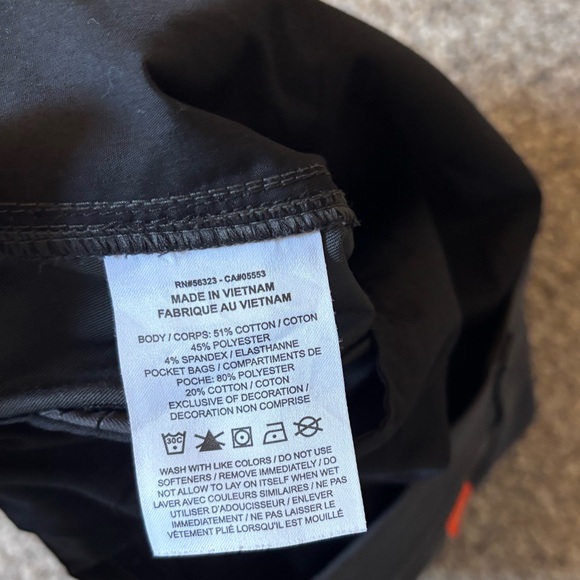 RN#56323 - CA#05553
MADE IN VIETNAM
FABRIQUE AU VIETNAM
BODY / CORPS: 51% COTTON / COTON
45% POLYESTER
4% SPANDEX / ELASTHANNE
POCKET BAGS / COMPARTIMENTS DE
POCHE: 80% POLYESTER
20% COTTON / COTON
EXCLUSIVE OF DECORATION /
DECORATION NON COMPRISE
30C
WASH WITH LIKE COLORS / DO NOT USE
SOFTENERS / REMOVE IMMEDIATELY / DO
NOT ALLOW TO LAY ON ITSELF WHEN WET
LAVER AVEC COULEURS SIMILAIRES / NE PAS
UTILISER D'ADOUCISSEUR / ENLEVER
IMMÉDIATEMENT / NE PAS LAISSER LE
VÊTEMENT PLIÉ LORSQU'IL EST MOUILLÉ